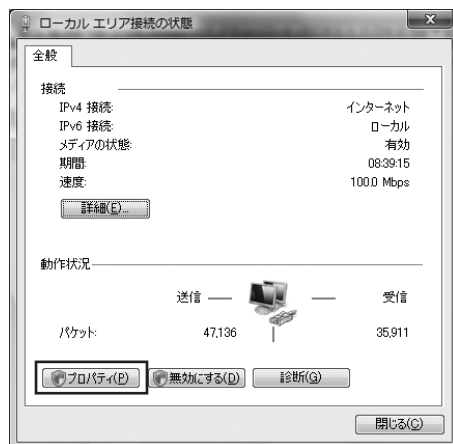 ローカル エリア接続の状態
全般
接続
IPv4 接続: インターネット
IPv6 接続: ローカル
メディアの状態: 有効
期間: 08:39:15
速度: 100.0 Mbps
詳細(E)...
動作状況
送信 受信
パケット: 47,136 35,911
プロパティ(P) 無効にする(D) 診断(G)
閉じる(C)